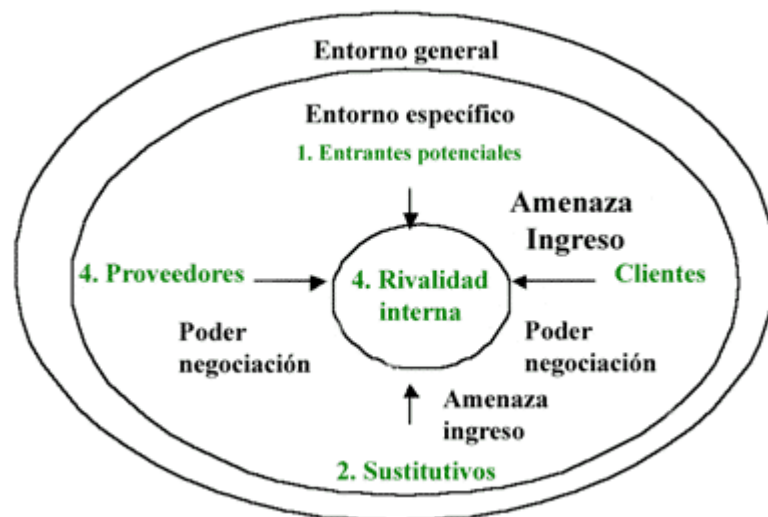 Entorno general
Entorno específico
1. Entrantes potenciales
Amenaza
Ingreso
4. Proveedores
4. Rivalidad
interna
Clientes
Poder
negociación
Poder
negociación
Amenaza
ingreso
2. Sustitutivos